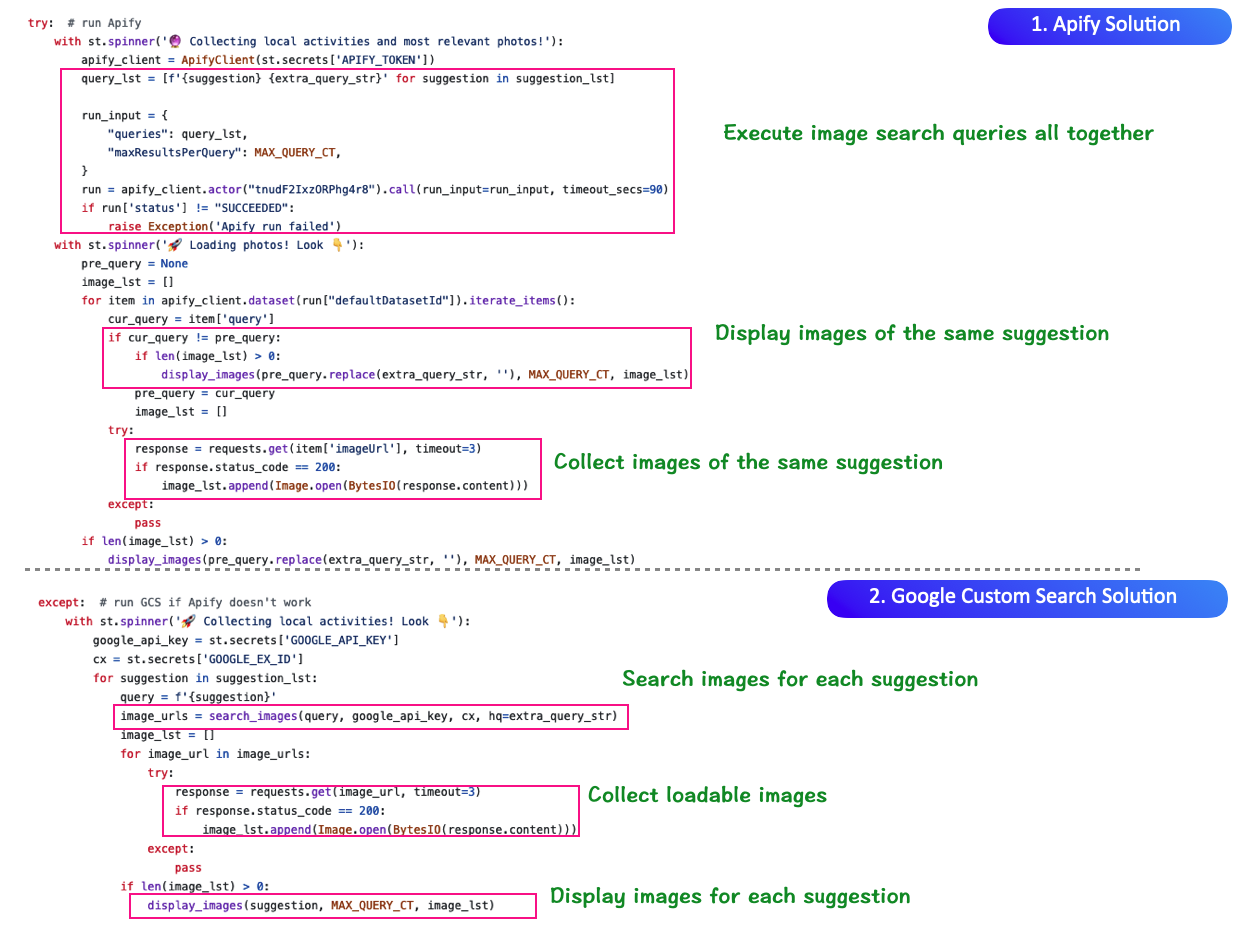 1. Apify Solution
try:  # run Apify
    with st.spinner('🔮 Collecting local activities and most relevant photos!'):
        apify_client = ApifyClient(st.secrets['APIFY_TOKEN'])
        query_lst = [f'{suggestion} {extra_query_str}' for suggestion in suggestion_lst]
        run_input = {
            "queries": query_lst,
            "maxResultsPerQuery": MAX_QUERY_CT,
        }
        run = apify_client.actor("tnudF2IxzORPhg4r8").call(run_input=run_input, timeout_secs=90)
        if run['status'] != "SUCCEEDED":
            raise Exception('Apify run failed')
Execute image search queries all together
    with st.spinner('🚀 Loading photos! Look 👇'):
        pre_query = None
        image_lst = []
        for item in apify_client.dataset(run["defaultDatasetId"]).iterate_items():
            cur_query = item['query']
            if cur_query != pre_query:
                if len(image_lst) > 0:
                    display_images(pre_query.replace(extra_query_str, ''), MAX_QUERY_CT, image_lst)
Display images of the same suggestion
                pre_query = cur_query
                image_lst = []
            try:
                response = requests.get(item['imageUrl'], timeout=3)
                if response.status_code == 200:
                    image_lst.append(Image.open(BytesIO(response.content)))
Collect images of the same suggestion
            except:
                pass
        if len(image_lst) > 0:
            display_images(pre_query.replace(extra_query_str, ''), MAX_QUERY_CT, image_lst)
2. Google Custom Search Solution
except:  # run GCS if Apify doesn't work
    with st.spinner('🚀 Collecting local activities! Look 👇'):
        google_api_key = st.secrets['GOOGLE_API_KEY']
        cx = st.secrets['GOOGLE_EX_ID']
        for suggestion in suggestion_lst:
            query = f'{suggestion}'
            image_urls = search_images(query, google_api_key, cx, hq=extra_query_str)
Search images for each suggestion
            image_lst = []
            for image_url in image_urls:
                try:
                    response = requests.get(image_url, timeout=3)
                    if response.status_code == 200:
                        image_lst.append(Image.open(BytesIO(response.content)))
Collect loadable images
                except:
                    pass
            if len(image_lst) > 0:
                display_images(suggestion, MAX_QUERY_CT, image_lst)
Display images for each suggestion